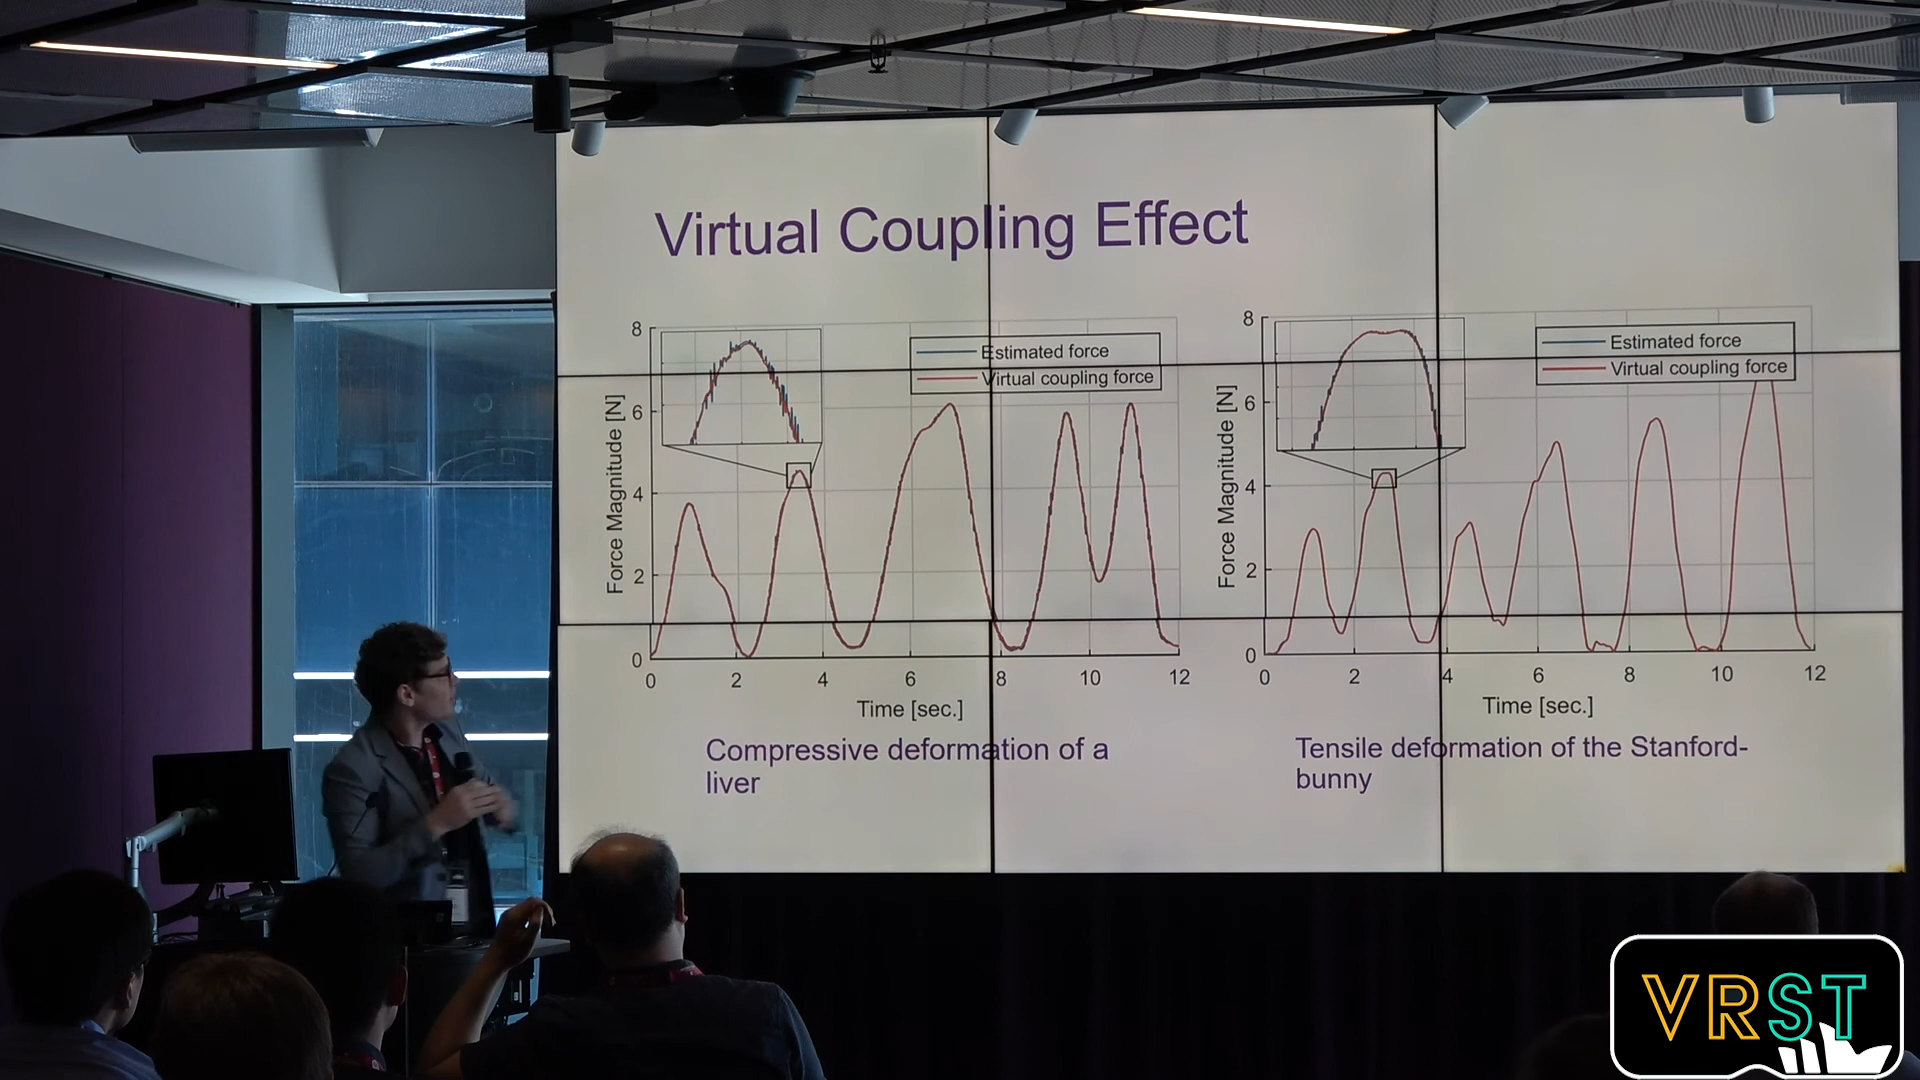 Virtual Coupling Effect
8
6
4
2
0
Force Magnitude [N]
Estimated force
Virtual coupling force
0 2 4 6 8 10 12
Time [sec.]
Compressive deformation of a
liver
8
6
4
2
0
Force Magnitude [N]
Estimated force
Virtual coupling force
0 2 4 6 8 10 12
Time [sec.]
Tensile deformation of the Stanford-
bunny
VRST